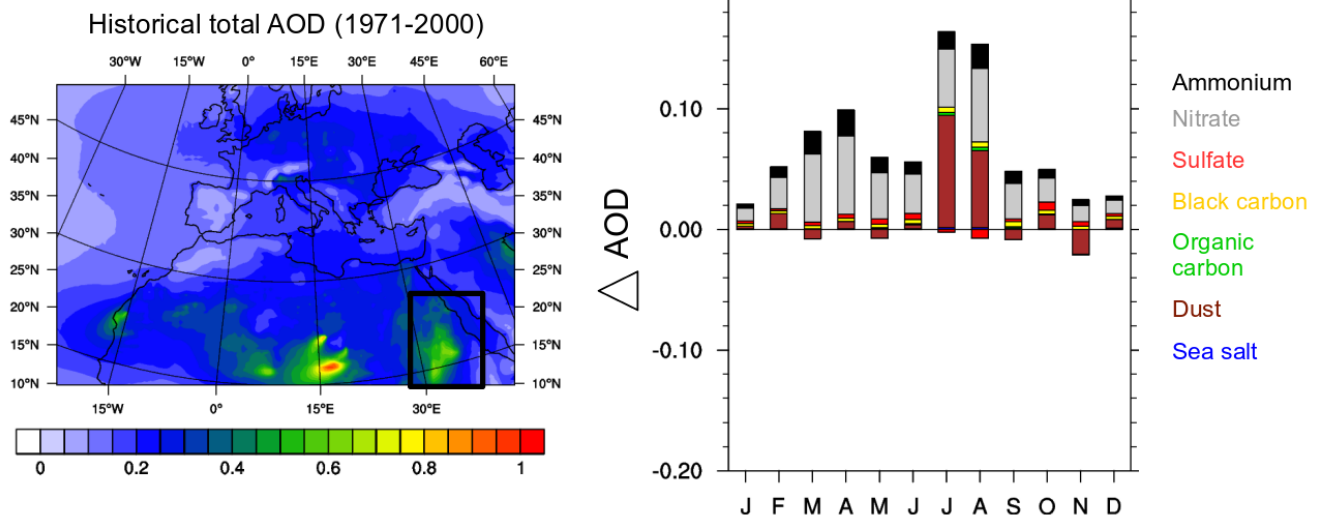 Historical total AOD (1971-2000)
30°W 15°W 0° 15°E 30°E 45°E 60°E
45°N 45°N
40°N 40°N
35°N 35°N
30°N 30°N
25°N 25°N
20°N 20°N
15°N 15°N
10°N 10°N
15°W 0° 15°E 30°E
0 0.2 0.4 0.6 0.8 1
△ AOD
0.10
0.00
-0.10
-0.20
J F M A M J J A S O N D
Ammonium
Nitrate
Sulfate
Black carbon
Organic
carbon
Dust
Sea salt